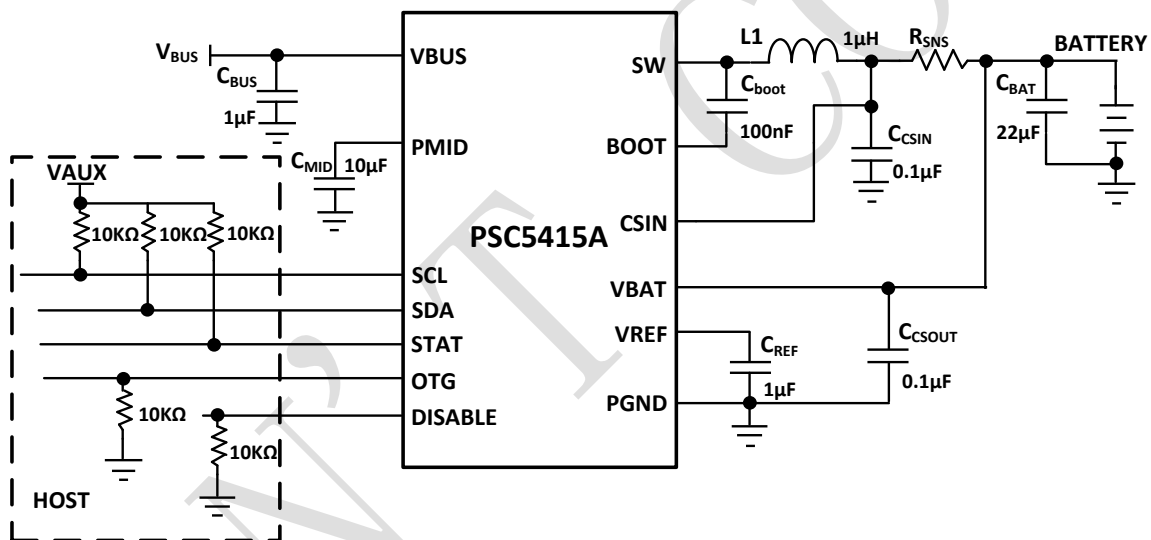 VBUS
CBUS
1µF
VBUS
PMID
CMID 10µF
VAUX
10KΩ 10KΩ 10KΩ
SCL
SDA
STAT
OTG
DISABLE
10KΩ
10KΩ
HOST
PSC5415A
SW
BOOT
CSIN
VBAT
VREF
PGND
L1 1µH
Cboot
100nF
RSNS
BATTERY
CBAT
22µF
CCSIN
0.1µF
CREF
1µF
CCSOUT
0.1µF